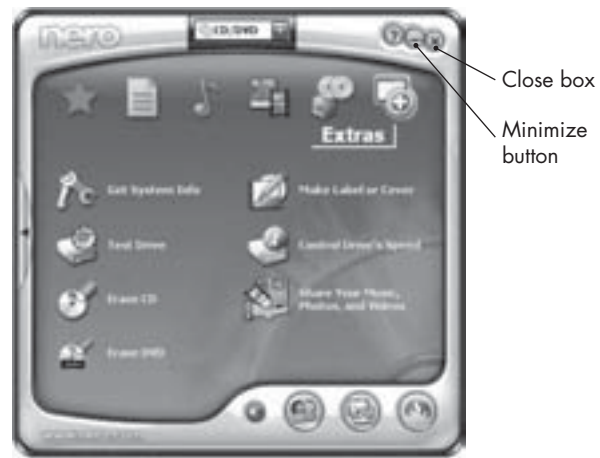 nero
CD/DVD
Close box
Minimize
button
Extras
Get System Info
Make Label or Cover
Test Drive
Control Drive's Speed
Erase CD
Share Your Music,
Photos, and Videos
Erase DVD